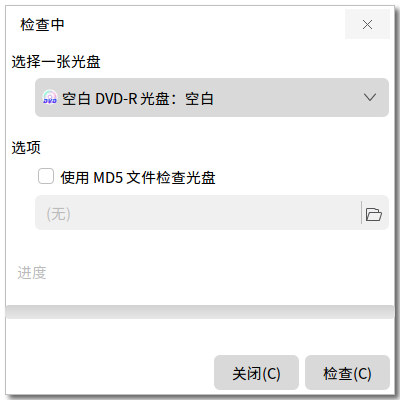 检查中
选择一张光盘
空白 DVD-R 光盘：空白
选项
使用 MD5 文件检查光盘
(无)
进度
关闭(C)
检查(C)